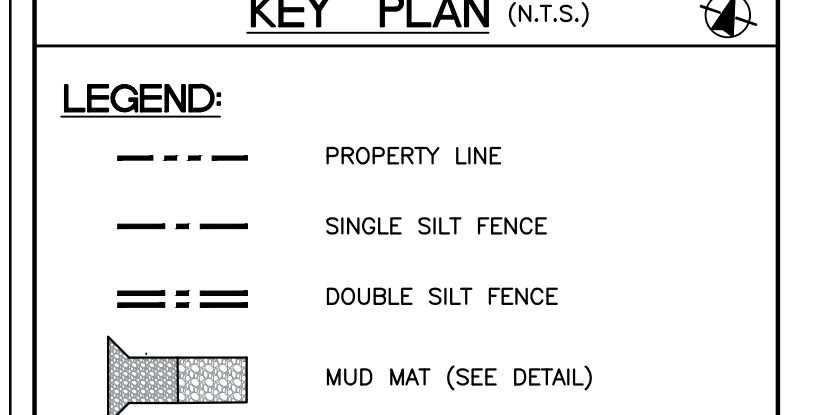 KEY PLAN (N.T.S.)
LEGEND:
PROPERTY LINE
SINGLE SILT FENCE
DOUBLE SILT FENCE
MUD MAT (SEE DETAIL)